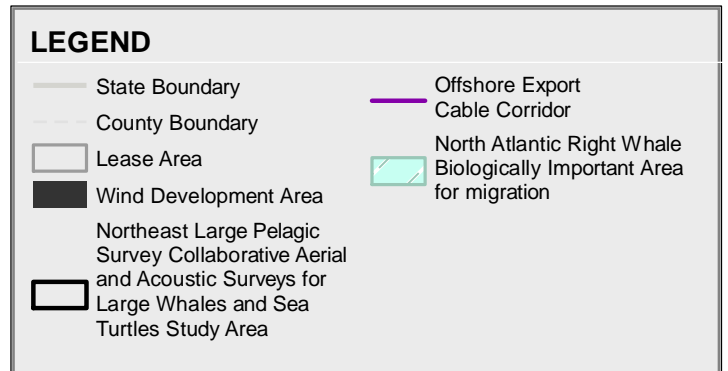 LEGEND
State Boundary
County Boundary
Lease Area
Wind Development Area
Northeast Large Pelagic
Survey Collaborative Aerial
and Acoustic Surveys for
Large Whales and Sea
Turtles Study Area
Offshore Export
Cable Corridor
North Atlantic Right Whale
Biologically Important Area
for migration